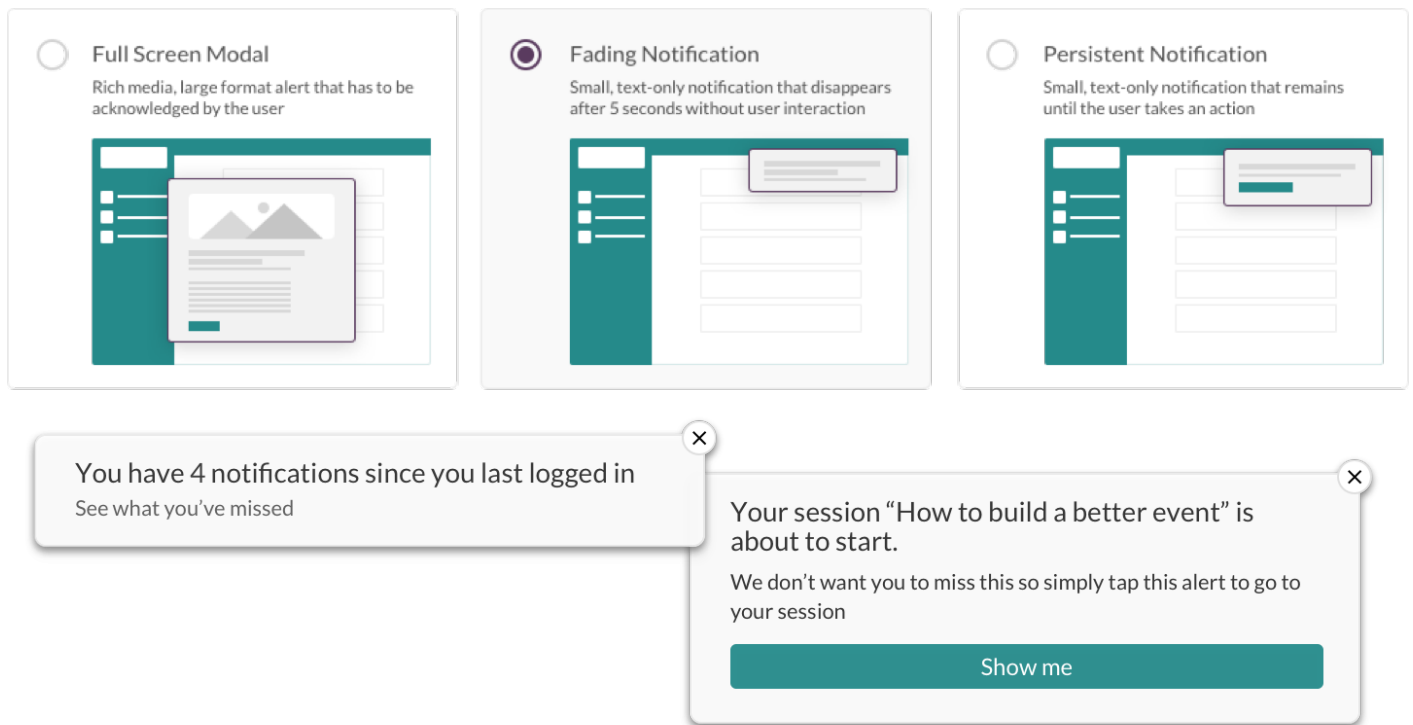 Full Screen Modal
Rich media, large format alert that has to be
acknowledged by the user
Fading Notification
Small, text-only notification that disappears
after 5 seconds without user interaction
Persistent Notification
Small, text-only notification that remains
until the user takes an action
You have 4 notifications since you last logged in
See what you’ve missed
Your session “How to build a better event” is
about to start.
We don’t want you to miss this so simply tap this alert to go to
your session
Show me